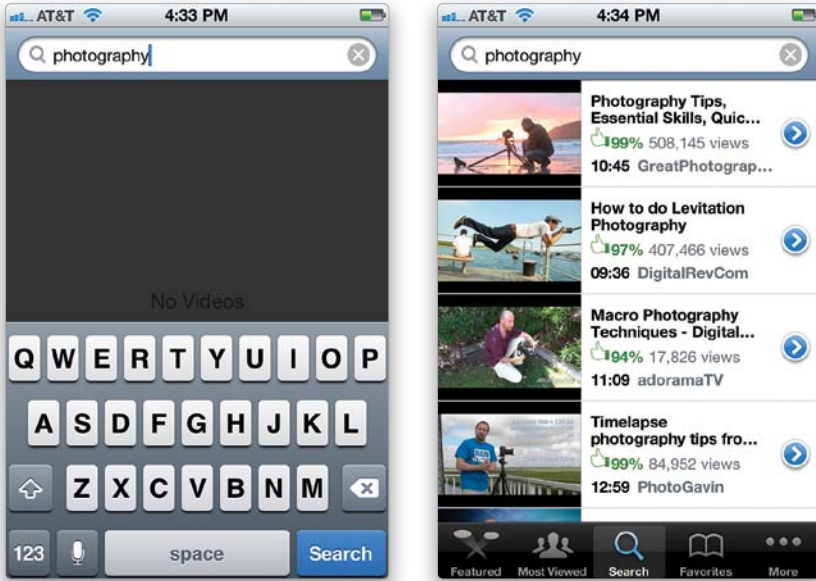 AT&T 4:33 PM
photography
No Videos
Q W E R T Y U I O P
A S D F G H J K L
Z X C V B N M
123 space Search
AT&T 4:34 PM
photography
Photography Tips,
Essential Skills, Quic...
99% 508,145 views
10:45 GreatPhotograp...
How to do Levitation
Photography
97% 407,466 views
09:36 DigitalRevCom
Macro Photography
Techniques - Digital...
94% 17,826 views
11:09 adoramaTV
Timelapse
photography tips fro...
99% 84,952 views
12:59 PhotoGavin
Featured Most Viewed Search Favorites More